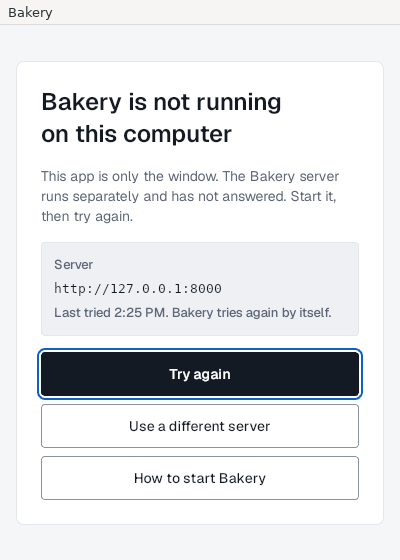 Bakery
Bakery is not running
on this computer
This app is only the window. The Bakery server
runs separately and has not answered. Start it,
then try again.
Server
http://127.0.0.1:8000
Last tried 2:25 PM. Bakery tries again by itself.
Try again
Use a different server
How to start Bakery